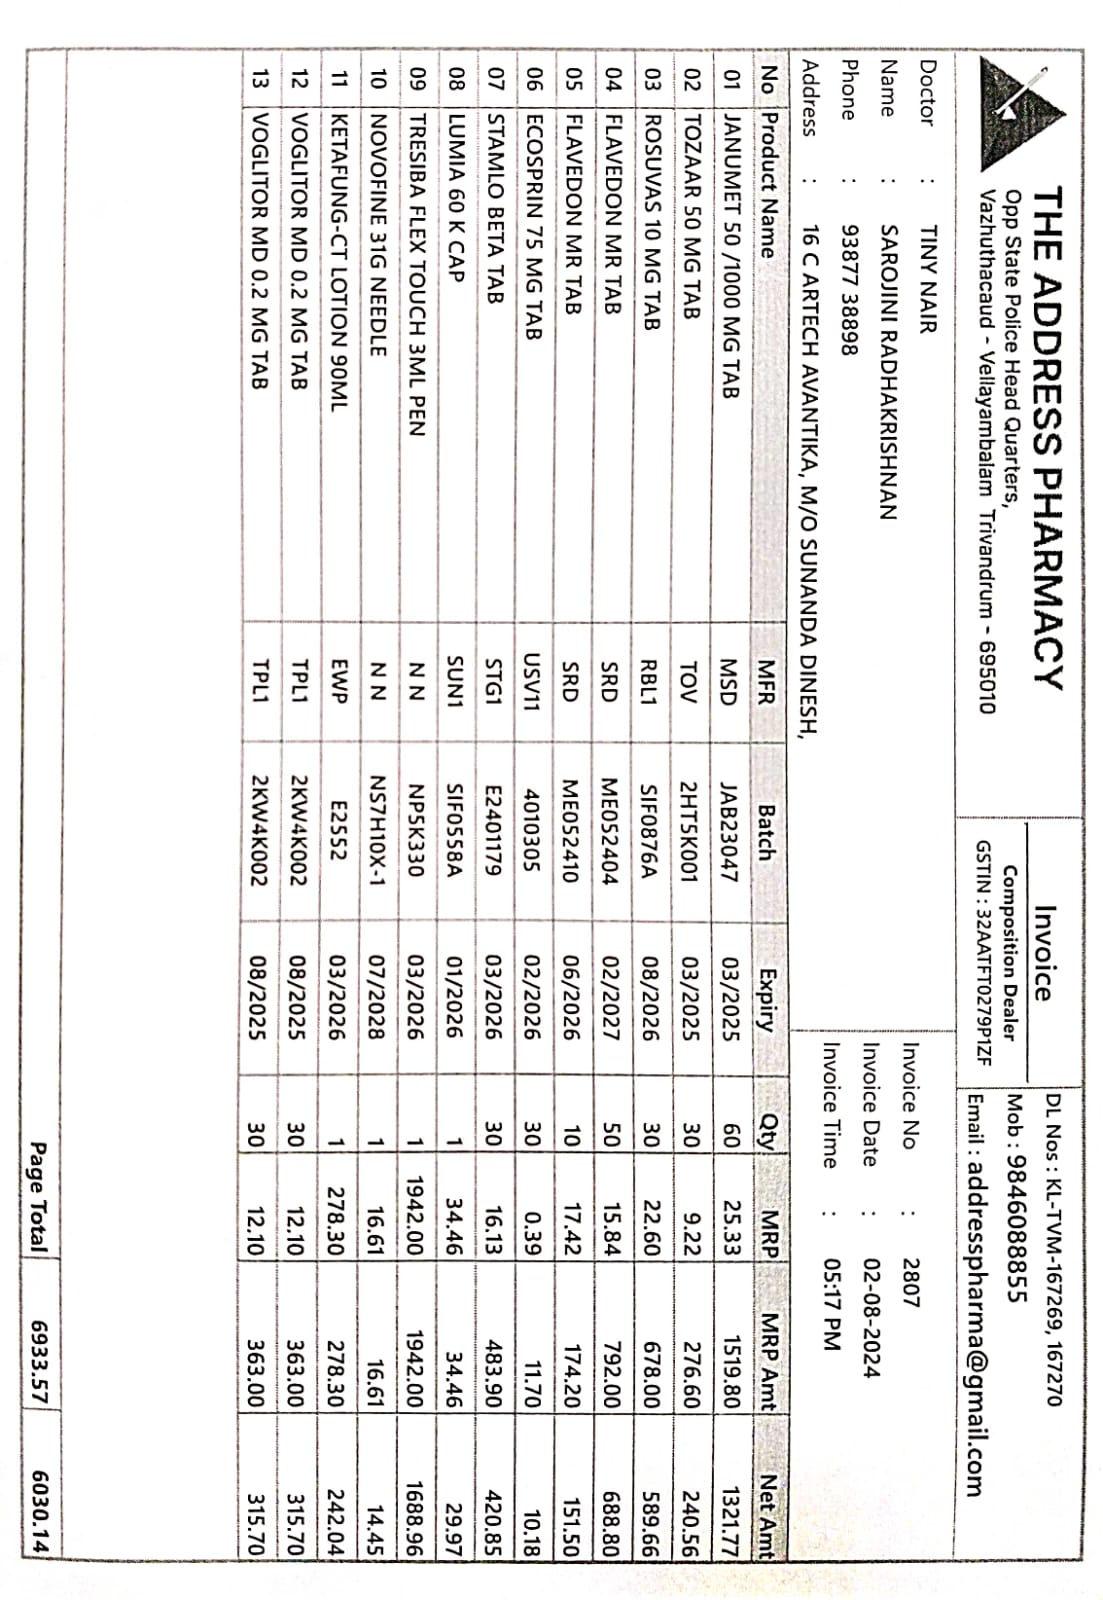 THE ADDRESS PHARMACY
Opp State Police Head Quarters,
Vazhuthacaud - Vellayambalam Trivandrum - 695010
Invoice
Composition Dealer
GSTIN : 32AATFT0279P1ZF
DL Nos : KL-TVM-167269, 167270
Mob : 9846088855
Email : addresspharma@gmail.com
Doctor : TINY NAIR
Name : SAROJINI RADHAKRISHNAN
Phone : 93877 38898
Address : 16 C ARTECH AVANTIKA, M/O SUNANDA DINESH,
Invoice No : 2807
Invoice Date : 02-08-2024
Invoice Time : 05:17 PM
No Product Name MFR Batch Expiry Qty MRP MRP Amt Net Amt
01 JANUMET 50 /1000 MG TAB MSD JAB23047 03/2025 60 25.33 1519.80 1321.77
02 TOZAAR 50 MG TAB TOV 2HT5K001 03/2025 30 9.22 276.60 240.56
03 ROSUVAS 10 MG TAB RBL1 SIF0876A 08/2026 30 22.60 678.00 589.66
04 FLAVEDON MR TAB SRD ME052404 02/2027 50 15.84 792.00 688.80
05 FLAVEDON MR TAB SRD ME052410 06/2026 10 17.42 174.20 151.50
06 ECOSPRIN 75 MG TAB USV11 4010305 02/2026 30 0.39 11.70 10.18
07 STAMLO BETA TAB STG1 E2401179 03/2026 30 16.13 483.90 420.85
08 LUMIA 60 K CAP SUN1 SIF0558A 01/2026 1 34.46 34.46 29.97
09 TRESIBA FLEX TOUCH 3ML PEN N N NP5K330 03/2026 1 1942.00 1942.00 1688.96
10 NOVOFINE 31G NEEDLE N N NS7H10X-1 07/2028 1 16.61 16.61 14.45
11 KETAFUNG-CT LOTION 90ML EWP E2552 03/2026 1 278.30 278.30 242.04
12 VOGLITOR MD 0.2 MG TAB TPL1 2KW4K002 08/2025 30 12.10 363.00 315.70
13 VOGLITOR MD 0.2 MG TAB TPL1 2KW4K002 08/2025 30 12.10 363.00 315.70
Page Total 6933.57 6030.14